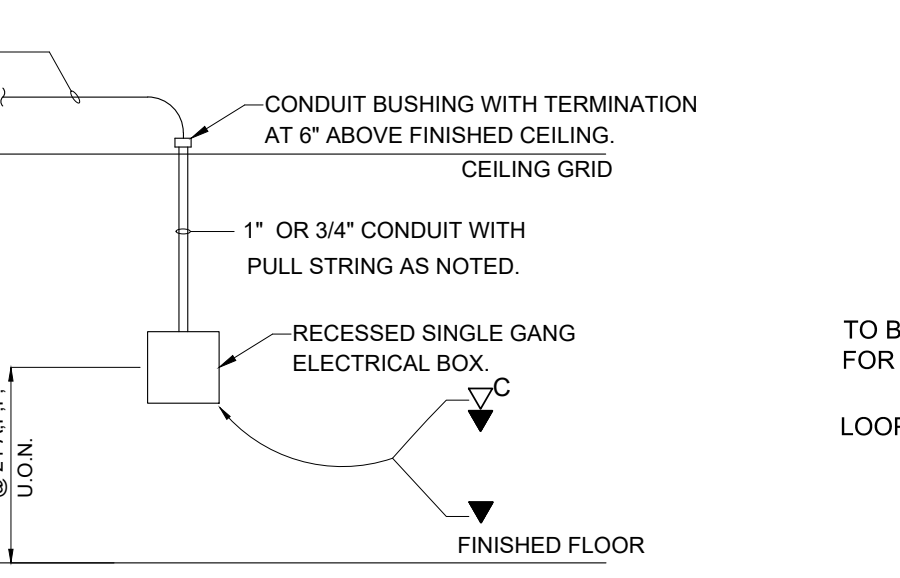 CONDUIT BUSHING WITH TERMINATION
AT 6" ABOVE FINISHED CEILING.
CEILING GRID
1" OR 3/4" CONDUIT WITH
PULL STRING AS NOTED.
RECESSED SINGLE GANG
ELECTRICAL BOX.
C
U.O.N.
FINISHED FLOOR
TO
FOR